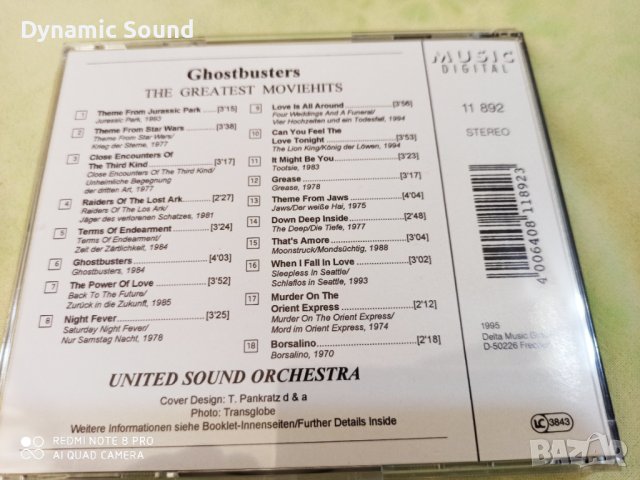 Dynamic Sound
Ghostbusters
THE GREATEST MOVIEHITS
1 Theme From Jurassic Park [3'15]
Jurassic Park, 1993
2 Theme From Star Wars [3'38]
Theme From Star Wars/
Krieg der Sterne, 1977
3 Close Encounters Of
The Third Kind [3'17]
Close Encounters Of The Third Kind/
Unheimliche Begegnung
der dritten Art, 1977
4 Raiders Of The Lost Ark [2'27]
Raiders Of The Los Ark/
Jäger des verlorenen Schatzes, 1981
5 Terms Of Endearment [3'24]
Terms Of Endearment/
Zeit der Zärtlichkeit, 1984
6 Ghostbusters [4'03]
Ghostbusters, 1984
7 The Power Of Love [3'52]
Back To The Future/
Zurück in die Zukunft, 1985
8 Night Fever [3'25]
Saturday Night Fever/
Nur Samstag Nacht, 1978
9 Love Is All Around [3'56]
Four Weddings And A Funeral/
Vier Hochzeiten und ein Todesfall, 1994
10 Can You Feel The
Love Tonight [3'53]
The Lion King/König der Löwen, 1994
11 It Might Be You [3'23]
Tootsie, 1983
12 Grease [3'17]
Grease, 1978
13 Theme From Jaws [4'04]
Jaws/Der weiße Hai, 1975
14 Down Deep Inside [2'48]
The Deep/Die Tiefe, 1977
15 That's Amore [3'04]
Moonstruck/Mondsüchtig, 1988
16 When I Fall In Love [3'02]
Sleepless In Seattle/
Schlaflos in Seattle, 1993
17 Murder On The
Orient Express [2'12]
Murder On The Orient Express/
Mord im Orient Express, 1974
18 Borsalino [2'18]
Borsalino, 1970
UNITED SOUND ORCHESTRA
Cover Design: T. Pankratz d & a
Photo: Transglobe
Weitere Informationen siehe Booklet-Innenseiten/Further Details Inside
MUSIC
DIGITAL
11 892
STEREO
4 006408 118923
1995
Delta Music
D-50226
LC 3843
REDMI NOTE 8 PRO
AI QUAD CAMERA
BAZAR